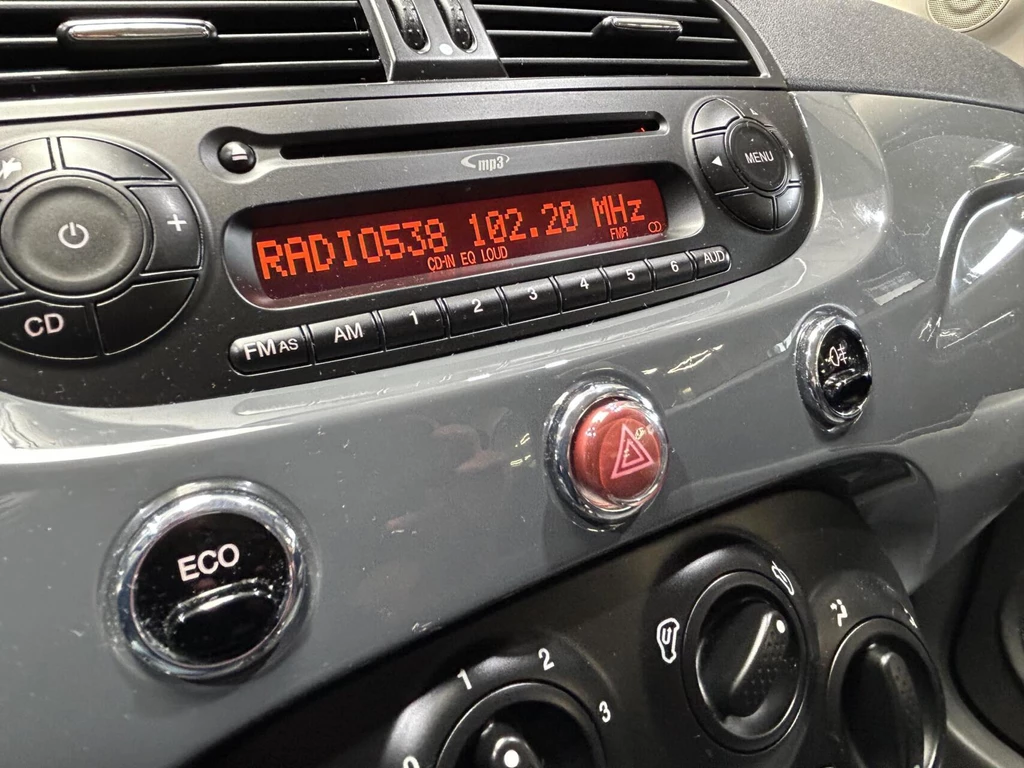 mp3
MENU
RADIO538 102.20 MHz
CD-IN EQ LOUD
FMR
CD
FM AS
AM
1
2
3
4
5
6
AUD
ECO
0
1
2
3